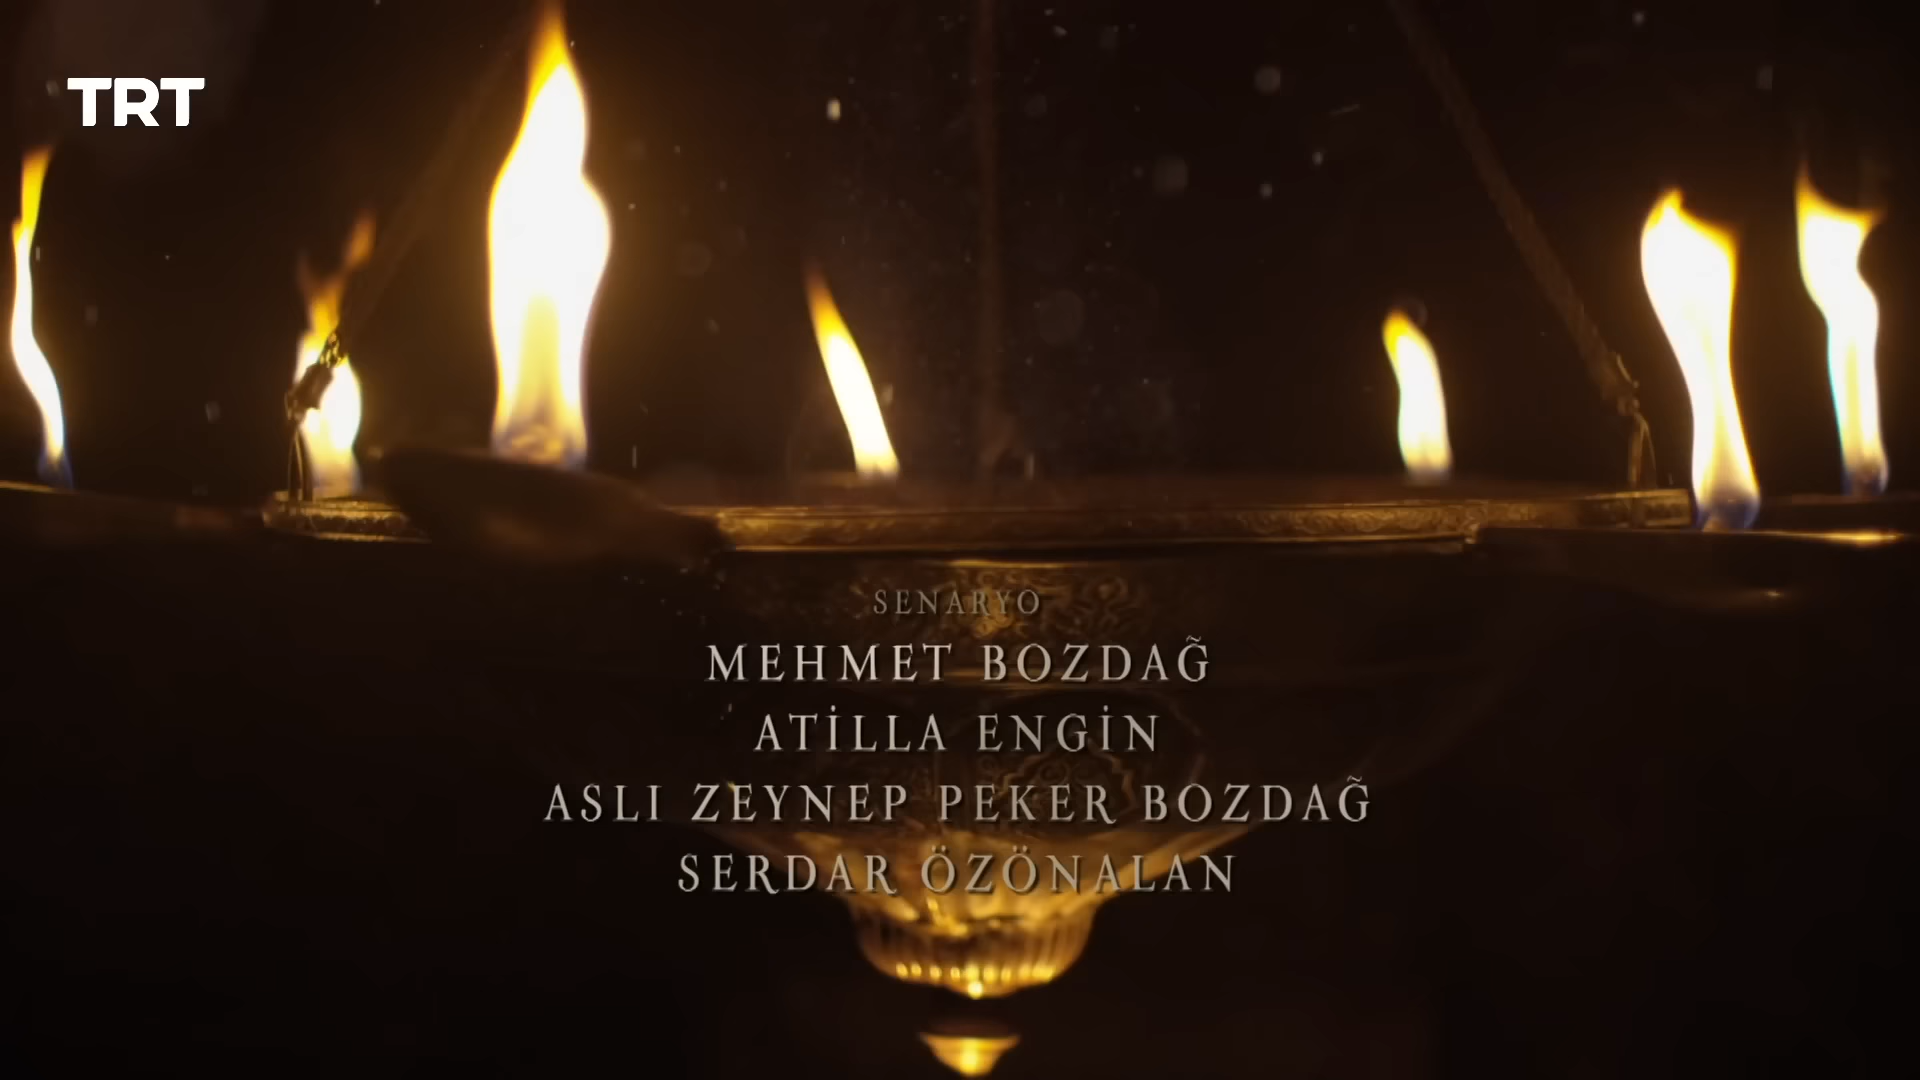 TRT
SENARYO
MEHMET BOZDAĞ
ATİLLA ENGİN
ASLI ZEYNEP PEKER BOZDAĞ
SERDAR ÖZÖNALAN